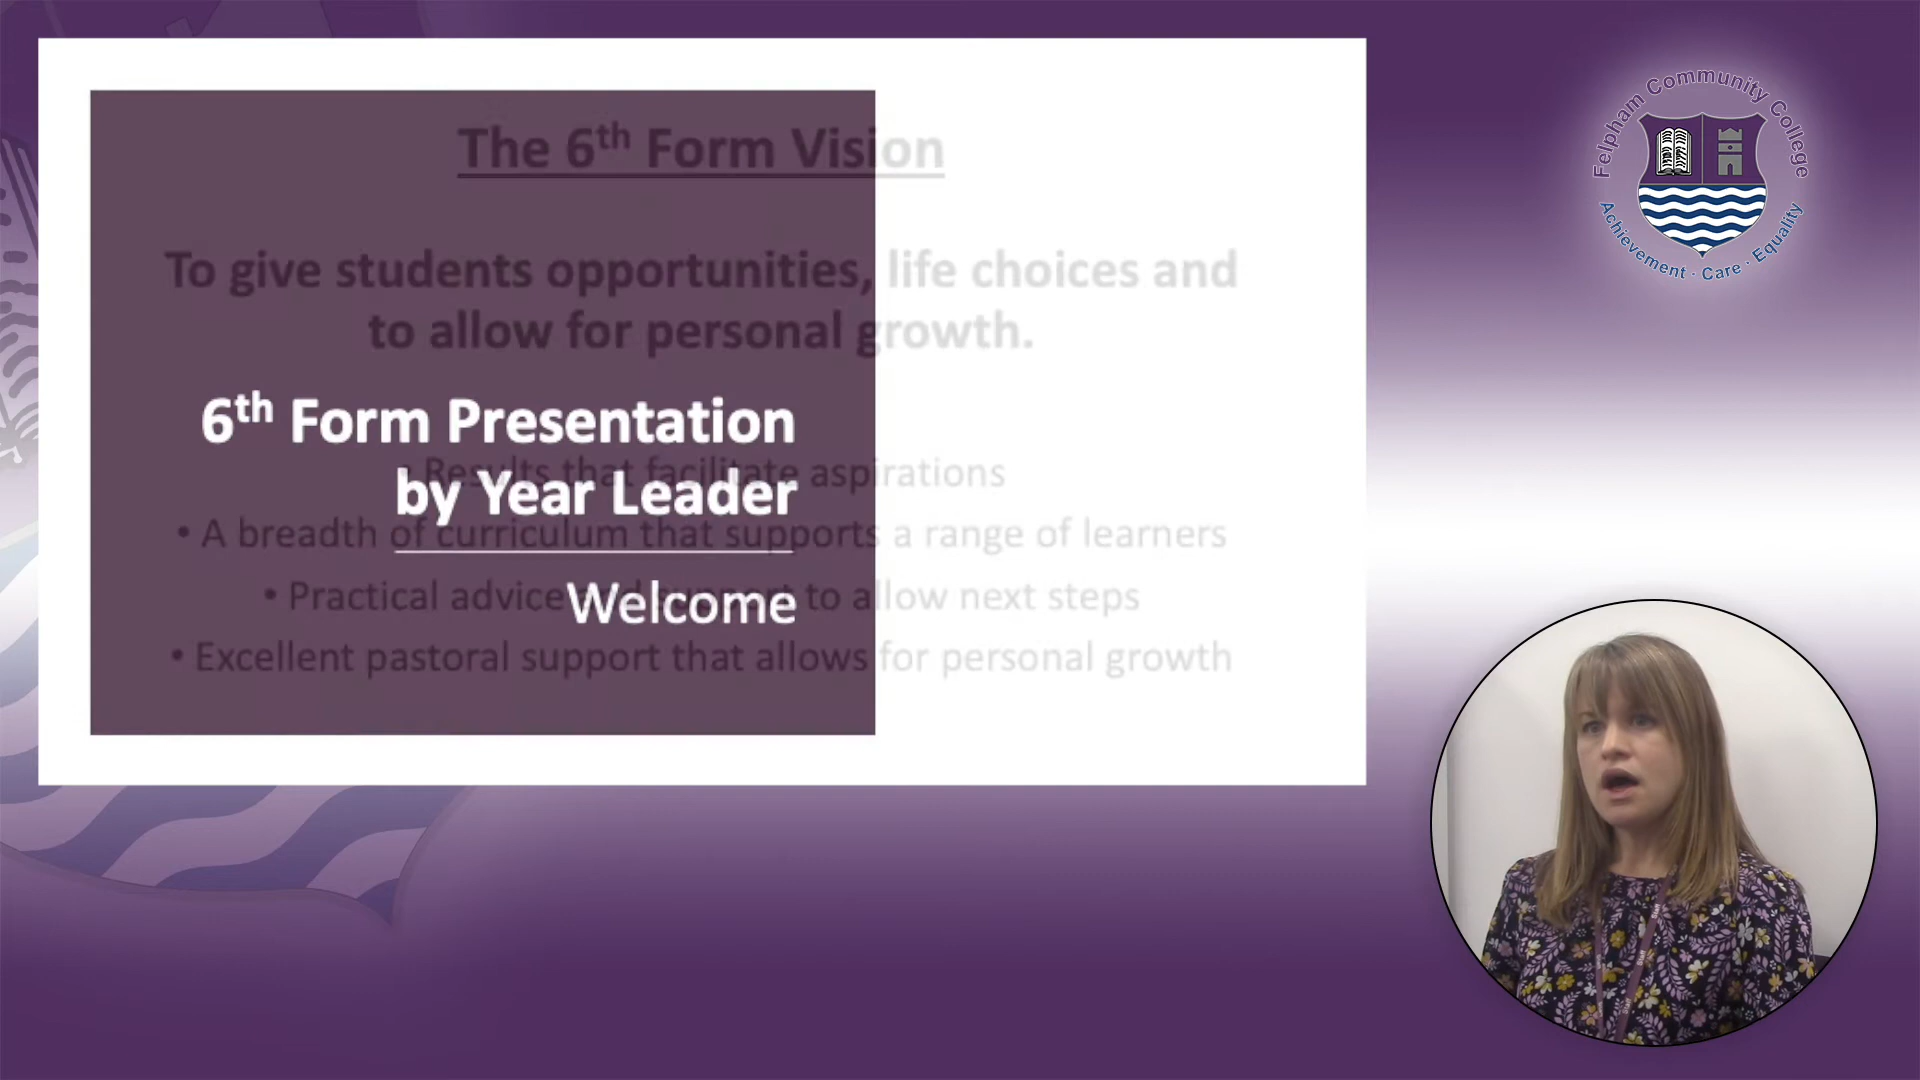 The 6th Form Vision
To give students opportunities, life choices and
to allow for personal growth.
6th Form Presentation
by Year Leader
Welcome
• Results that facilitate aspirations
• A breadth of curriculum that supports a range of learners
• Practical advice and support to allow next steps
• Excellent pastoral support that allows for personal growth
Felpham Community College
Achievement · Care · Equality